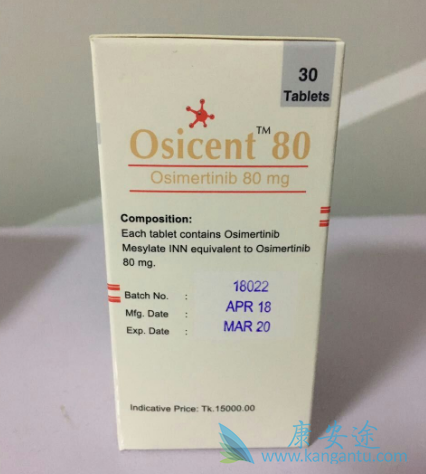 30
Tablets
Osicent™ 80
Osimertinib 80 mg
Composition:
Each tablet contains Osimertinib
Mesylate INN equivalent to Osimertinib
80 mg.
Batch No. : 18022
Mfg. Date : APR 18
Exp. Date : MAR 20
Indicative Price: Tk.15000.00
康安途
www.kangantu.com